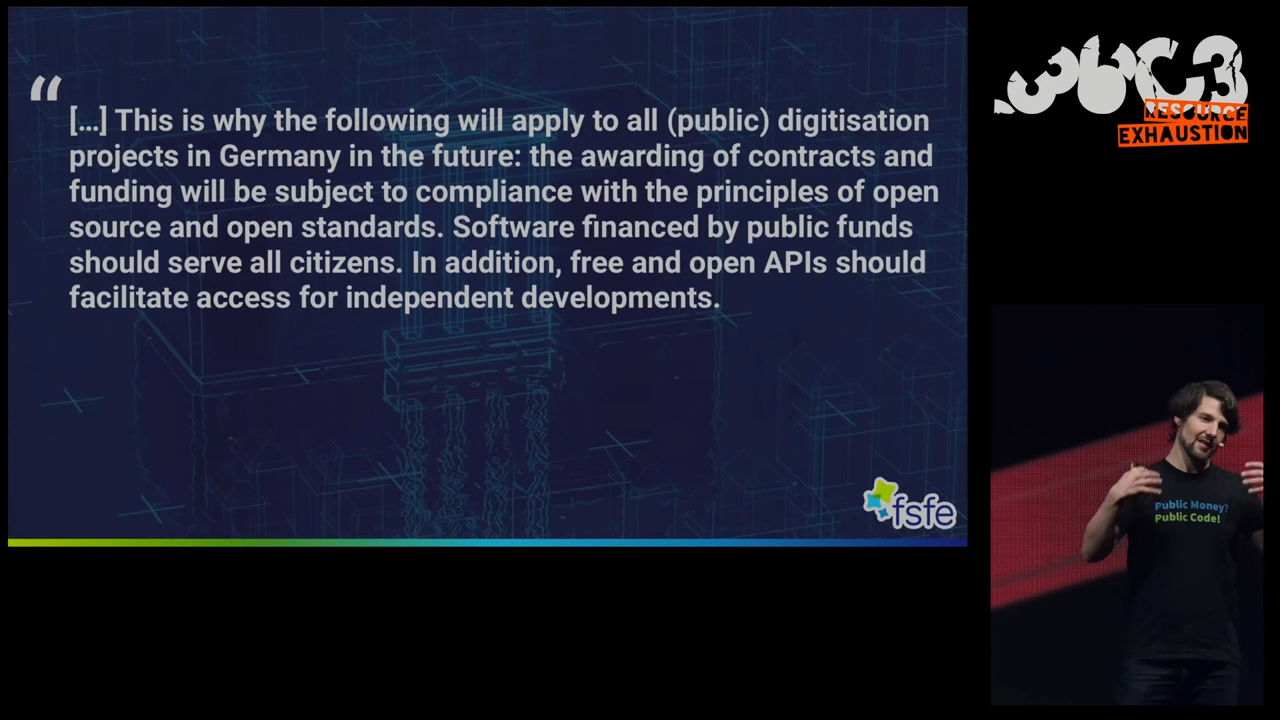 “
[...] This is why the following will apply to all (public) digitisation
projects in Germany in the future: the awarding of contracts and
funding will be subject to compliance with the principles of open
source and open standards. Software financed by public funds
should serve all citizens. In addition, free and open APIs should
facilitate access for independent developments.
fsfe
36C3
RESOURCE
EXHAUSTION
Public Money?
Public Code!